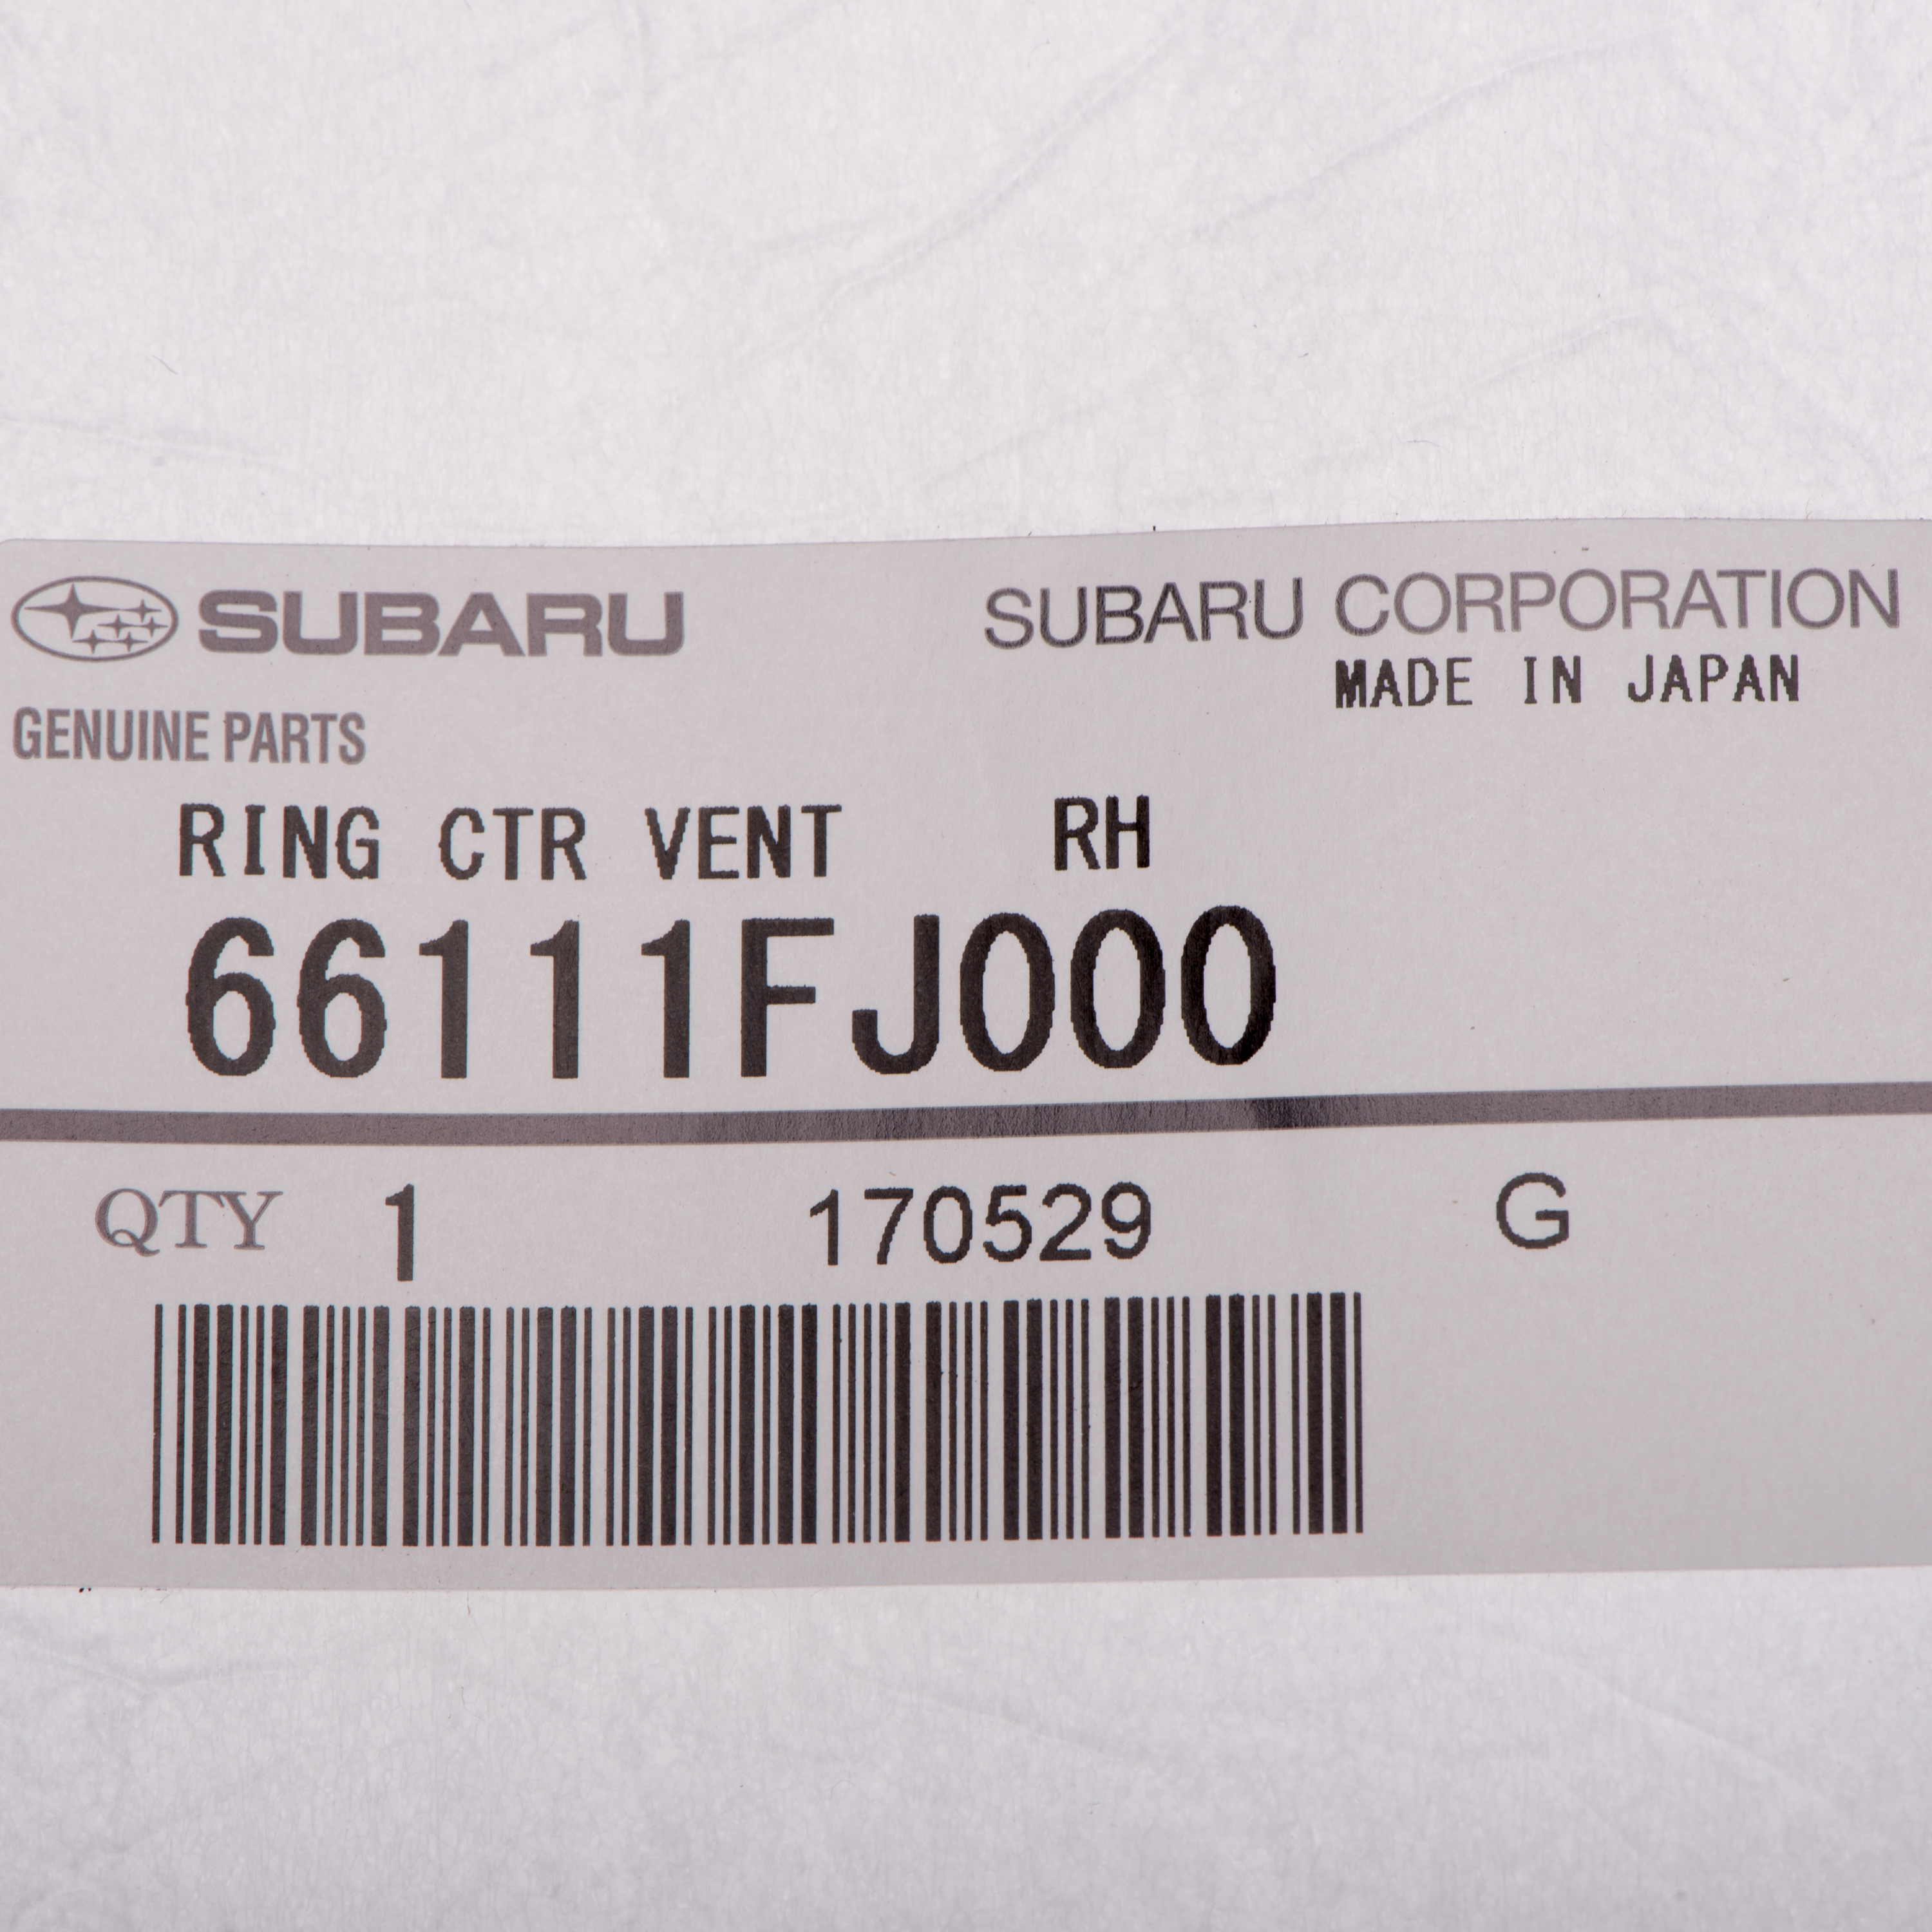 SUBARU
SUBARU CORPORATION
MADE IN JAPAN
GENUINE PARTS
RING CTR VENT RH
66111FJ000
QTY 1 170529 G